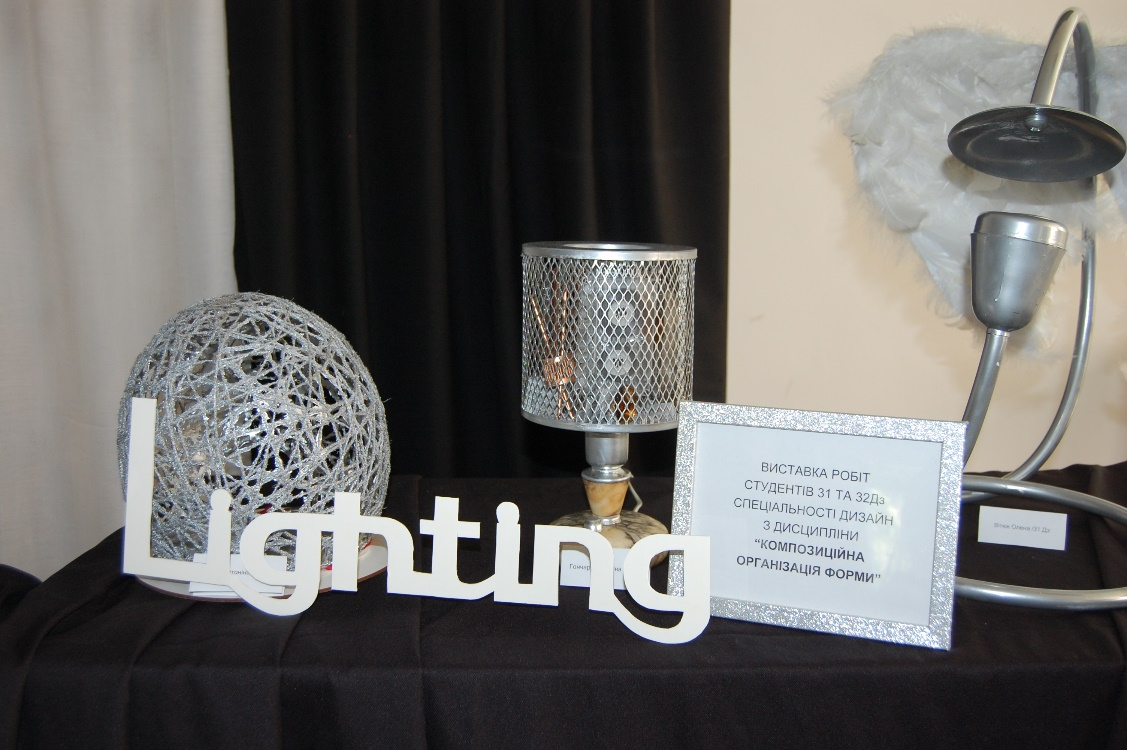 Lighting
ВИСТАВКА РОБІТ
СТУДЕНТІВ 31 ТА 32Дз
СПЕЦІАЛЬНОСТІ ДИЗАЙН
З ДИСЦИПЛІНИ
“КОМПОЗИЦІЙНА
ОРГАНІЗАЦІЯ ФОРМИ”